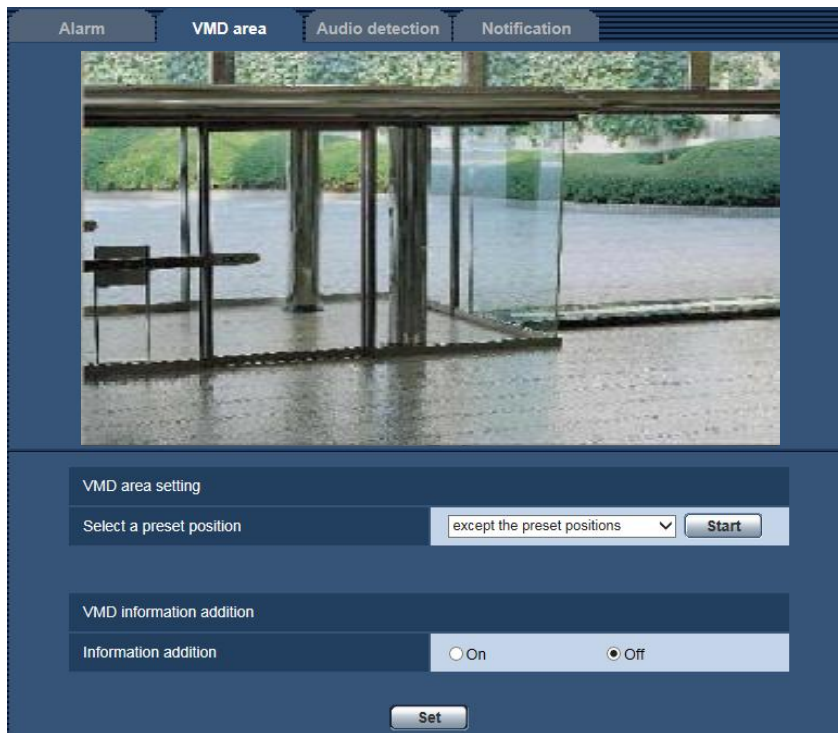 Alarm VMD area Audio detection Notification
VMD area setting
Select a preset position except the preset positions Start
VMD information addition
Information addition On Off
Set